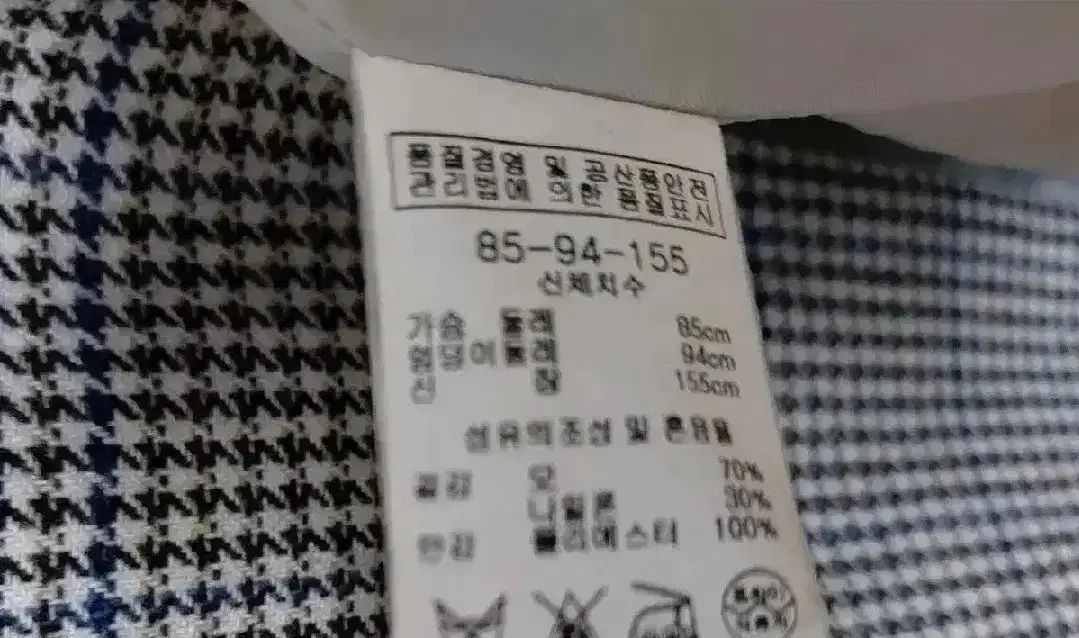 품질경영 및 공산품안전
관리법에 의한 품질표시
85-94-155
신체치수
가슴 둘레 85cm
엉덩이둘레 94cm
신 장 155cm
섬유의조성 및 혼용율
겉감 모 70%
나일론 30%
안감 폴리에스터 100%